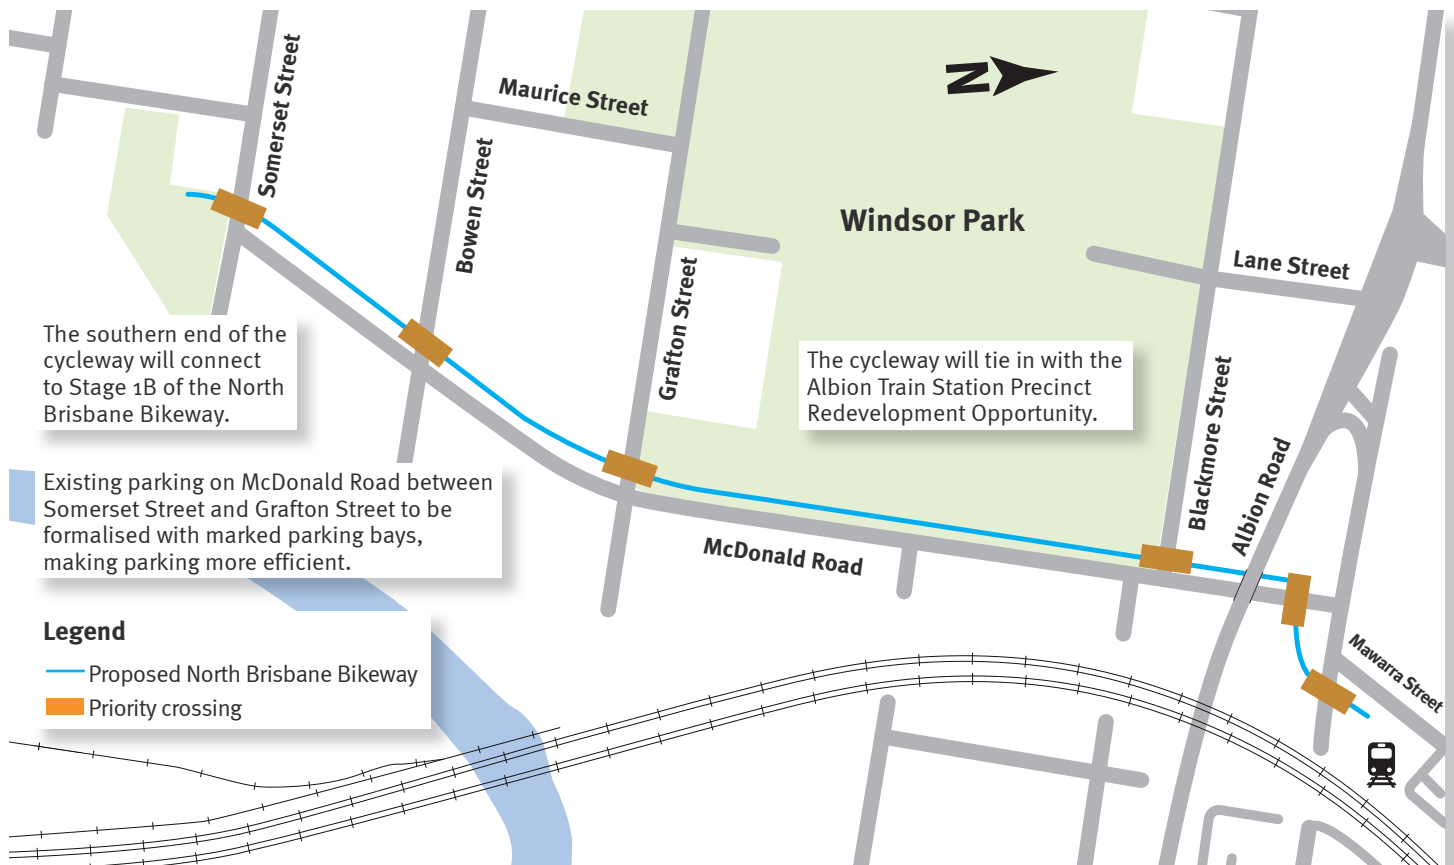 Somerset Street
Maurice Street
Bowen Street
N
Windsor Park
Lane Street
Grafton Street
The southern end of the
cycleway will connect
to Stage 1B of the North
Brisbane Bikeway.
The cycleway will tie in with the
Albion Train Station Precinct
Redevelopment Opportunity.
Blackmore Street
Albion Road
Existing parking on McDonald Road between
Somerset Street and Grafton Street to be
formalised with marked parking bays,
making parking more efficient.
McDonald Road
Mawarra Street
Legend
Proposed North Brisbane Bikeway
Priority crossing